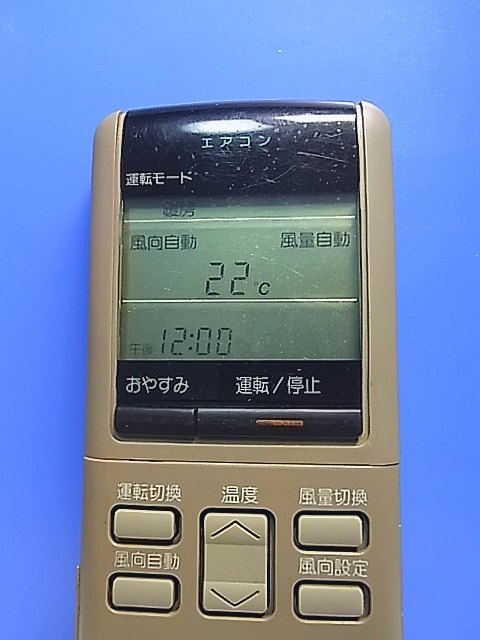 エアコン
運転モード
暖房
風向自動 風量自動
22°C
午後 12:00
おやすみ 運転/停止
運転切換 温度 風量切換
風向自動 風向設定